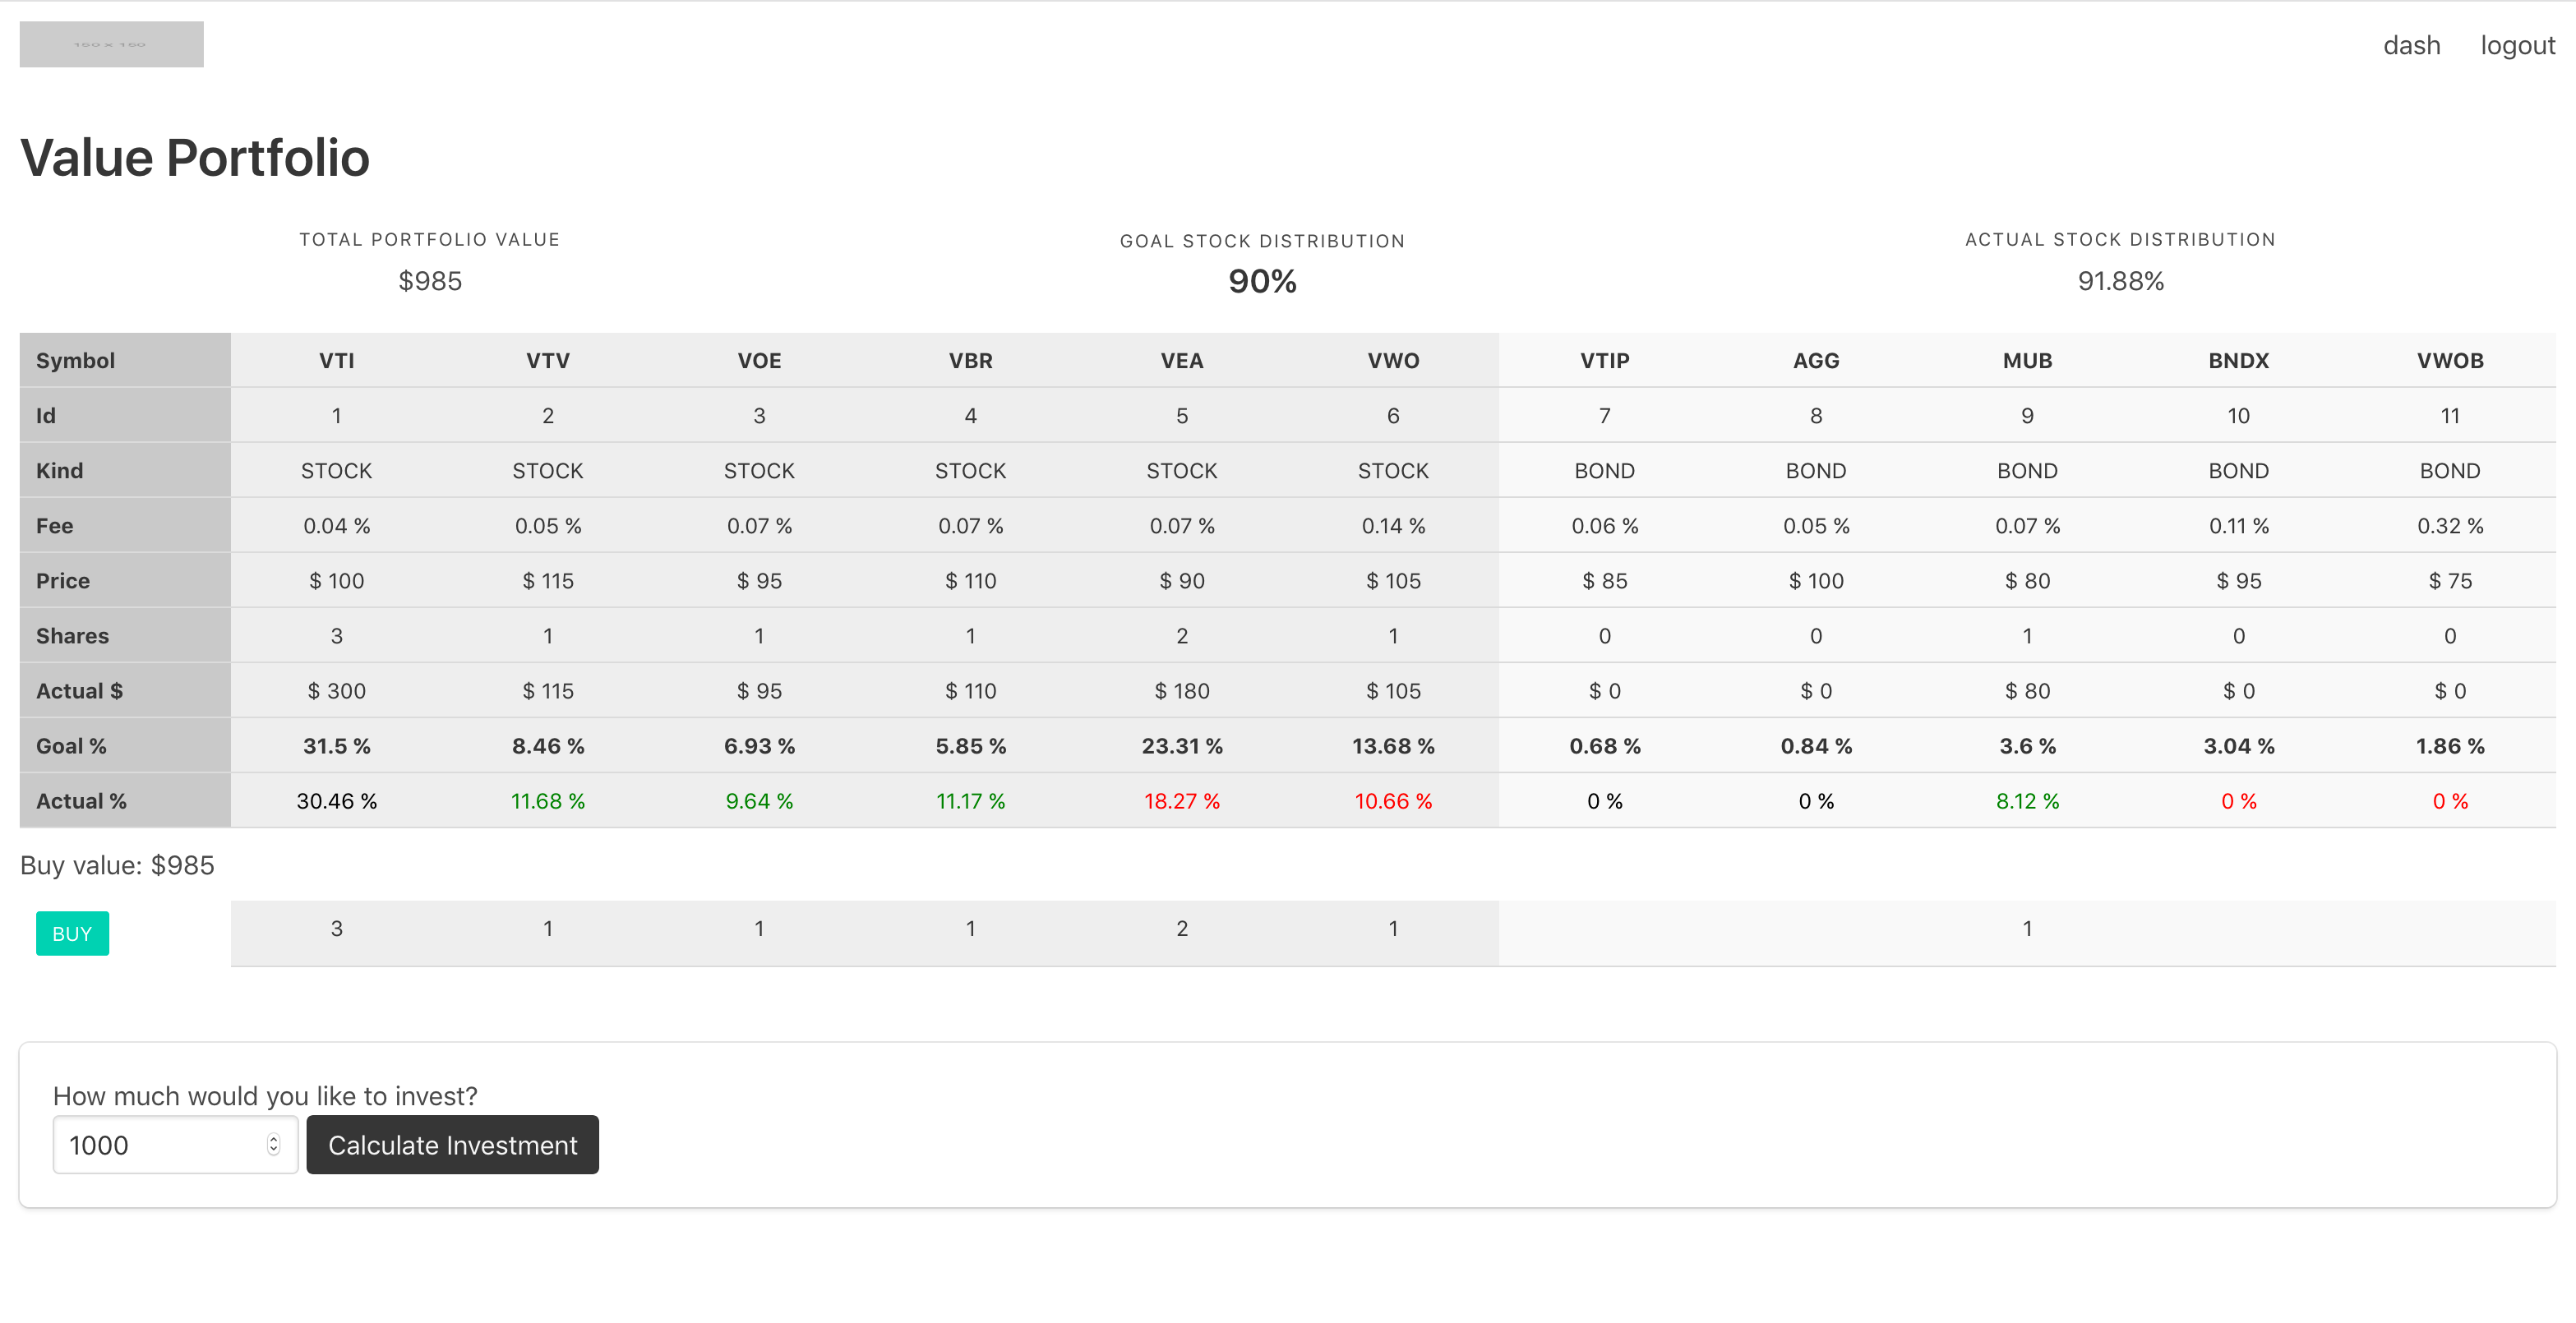 150 x 150
dash logout
Value Portfolio
TOTAL PORTFOLIO VALUE GOAL STOCK DISTRIBUTION ACTUAL STOCK DISTRIBUTION
$985 90% 91.88%
Symbol VTI VTV VOE VBR VEA VWO VTIP AGG MUB BNDX VWOB
Id 1 2 3 4 5 6 7 8 9 10 11
Kind STOCK STOCK STOCK STOCK STOCK STOCK BOND BOND BOND BOND BOND
Fee 0.04 % 0.05 % 0.07 % 0.07 % 0.07 % 0.14 % 0.06 % 0.05 % 0.07 % 0.11 % 0.32 %
Price $ 100 $ 115 $ 95 $ 110 $ 90 $ 105 $ 85 $ 100 $ 80 $ 95 $ 75
Shares 3 1 1 1 2 1 0 0 1 0 0
Actual $ $ 300 $ 115 $ 95 $ 110 $ 180 $ 105 $ 0 $ 0 $ 80 $ 0 $ 0
Goal % 31.5 % 8.46 % 6.93 % 5.85 % 23.31 % 13.68 % 0.68 % 0.84 % 3.6 % 3.04 % 1.86 %
Actual % 30.46 % 11.68 % 9.64 % 11.17 % 18.27 % 10.66 % 0 % 0 % 8.12 % 0 % 0 %
Buy value: $985
BUY 3 1 1 1 2 1 1
How much would you like to invest?
1000 Calculate Investment